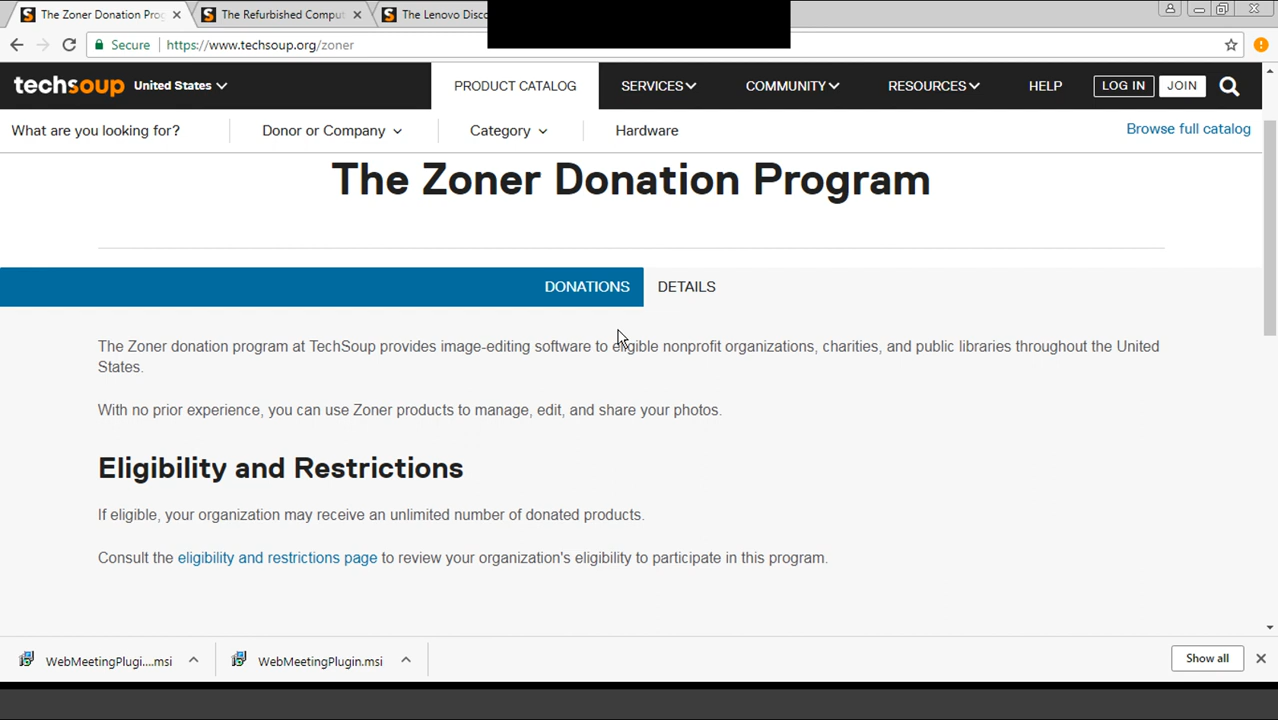 The Zoner Donation Prog
The Refurbished Compu
The Lenovo Disco
Secure https://www.techsoup.org/zoner
techsoup United States PRODUCT CATALOG SERVICES COMMUNITY RESOURCES HELP LOG IN JOIN
What are you looking for? Donor or Company Category Hardware Browse full catalog
The Zoner Donation Program
DONATIONS DETAILS
The Zoner donation program at TechSoup provides image-editing software to eligible nonprofit organizations, charities, and public libraries throughout the United
States.
With no prior experience, you can use Zoner products to manage, edit, and share your photos.
Eligibility and Restrictions
If eligible, your organization may receive an unlimited number of donated products.
Consult the eligibility and restrictions page to review your organization's eligibility to participate in this program.
WebMeetingPlugi....msi WebMeetingPlugin.msi Show all